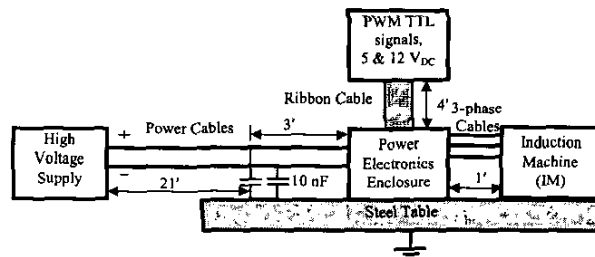 PWM TTL
signals,
5 & 12 V_DC
Ribbon Cable
4'
3-phase
Cables
High
Voltage
Supply
+
Power Cables
3'
−
21'
10 nF
Power
Electronics
Enclosure
1'
Induction
Machine
(IM)
Steel Table